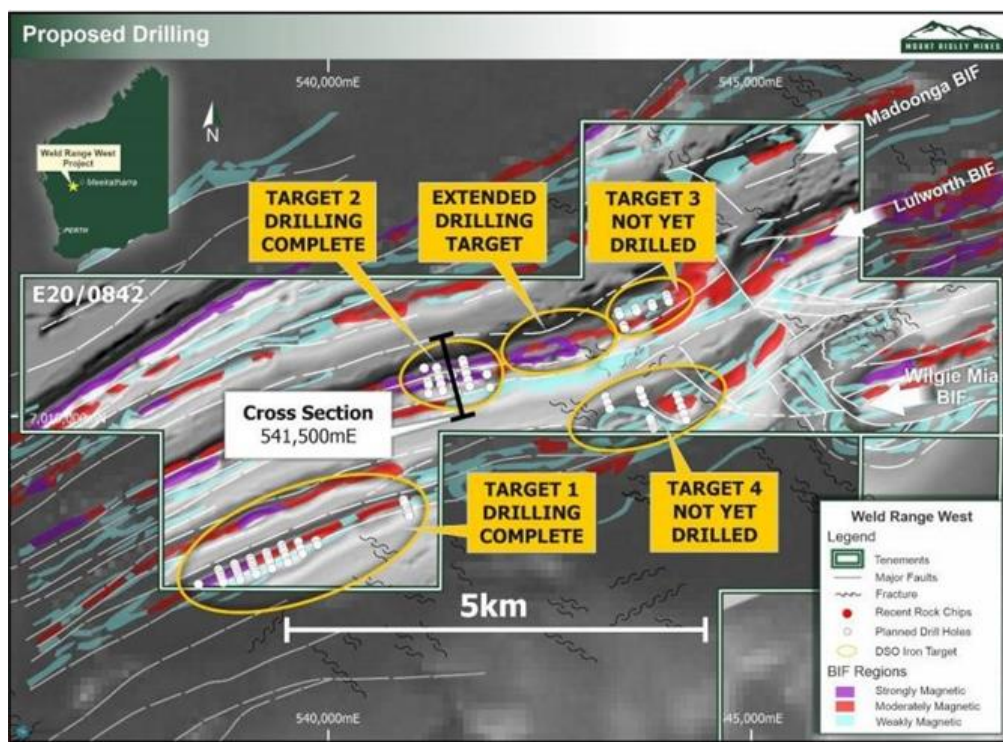 Proposed Drilling
MOUNT RIDLEY MINES
540,000mE
545,000mE
Madoonga BIF
N
Weld Range West
Project
Meekatharra
PERTH
Lulworth BIF
TARGET 2
DRILLING
COMPLETE
EXTENDED
DRILLING
TARGET
TARGET 3
NOT YET
DRILLED
E20/0842
Wilgie Mia
BIF
Cross Section
541,500mE
TARGET 1
DRILLING
COMPLETE
TARGET 4
NOT YET
DRILLED
5km
540,000mE
45,000mE
Weld Range West
Legend
Tenements
Major Faults
Fracture
Recent Rock Chips
Planned Drill Holes
DSO Iron Target
BIF Regions
Strongly Magnetic
Moderately Magnetic
Weakly Magnetic